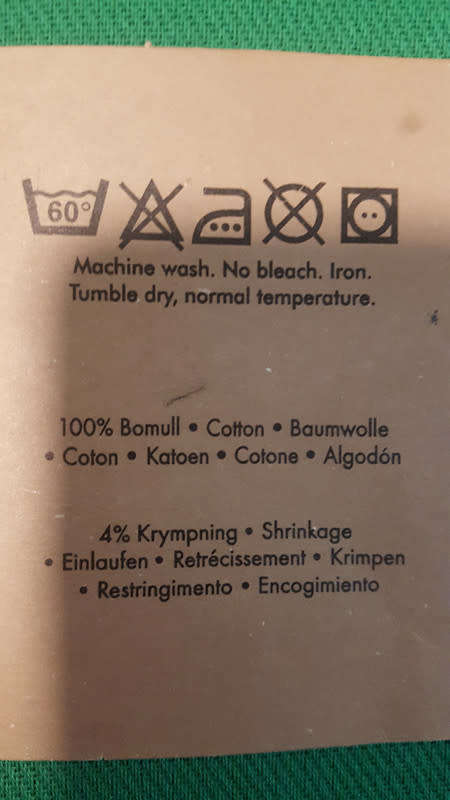 60°
Machine wash. No bleach. Iron.
Tumble dry, normal temperature.
100% Bomull • Cotton • Baumwolle
• Coton • Katoen • Cotone • Algodón
4% Krympning • Shrinkage
• Einlaufen • Retrécissement • Krimpen
• Restringimento • Encogimiento